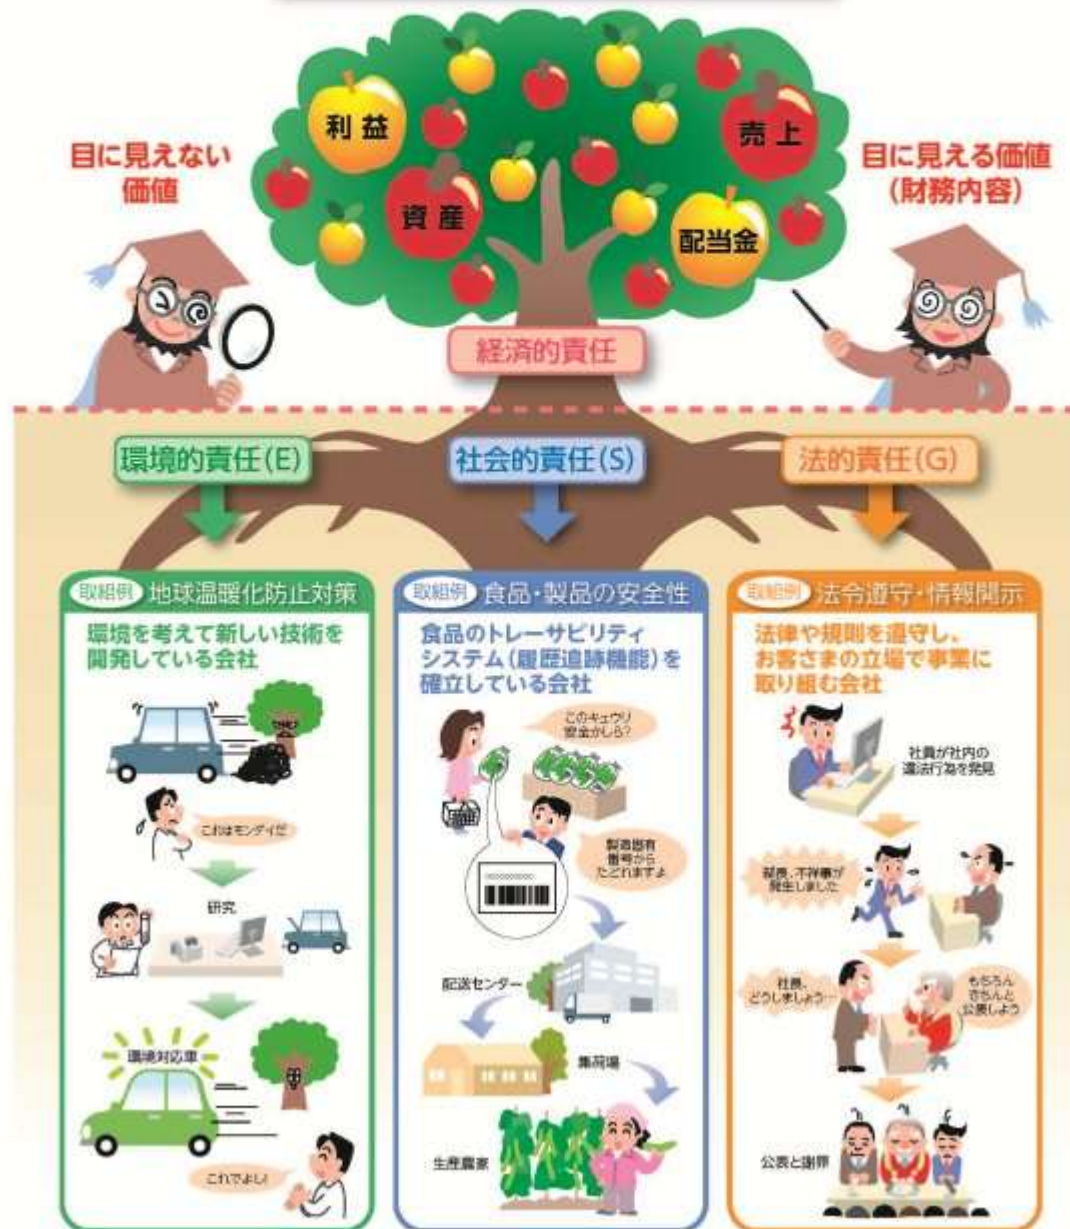 利益
売上
資産
配当金
目に見えない
価値
目に見える価値
(財務内容)
経済的責任
環境的責任(E)
社会的責任(S)
法的責任(G)
取組例 地球温暖化防止対策
環境を考えて新しい技術を
開発している会社
これはモンダイだ
研究
環境対応車
これでよし!
取組例 食品・製品の安全性
食品のトレーサビリティ
システム(履歴追跡機能)を
確立している会社
このキュウリ
安全かしら?
製造固有
番号から
たどれますよ
配送センター
集荷場
生産農家
取組例 法令遵守・情報開示
法律や規則を遵守し、
お客さまの立場で事業に
取り組む会社
社員が社内の
違法行為を発見
部長、不祥事が
発生しました
社長、
どうしましょう…
もちろん
きちんと
公表しよう
公表と謝罪